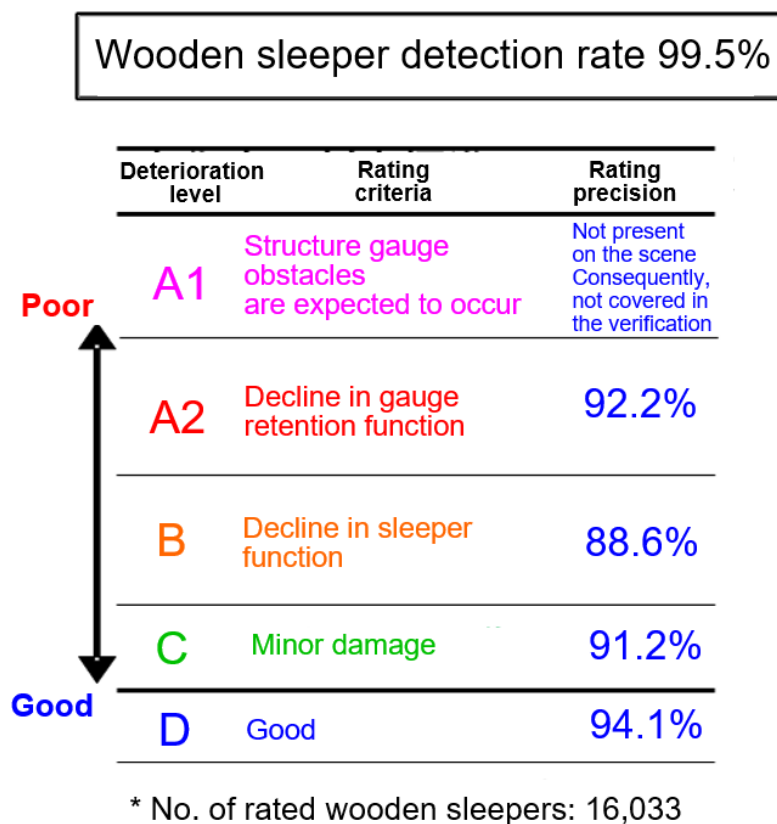 Wooden sleeper detection rate 99.5%
Deterioration level
Rating criteria
Rating precision
Poor
A1
Structure gauge
obstacles
are expected to occur
Not present
on the scene
Consequently,
not covered in
the verification
A2
Decline in gauge
retention function
92.2%
B
Decline in sleeper
function
88.6%
C
Minor damage
91.2%
Good
D
Good
94.1%
* No. of rated wooden sleepers: 16,033